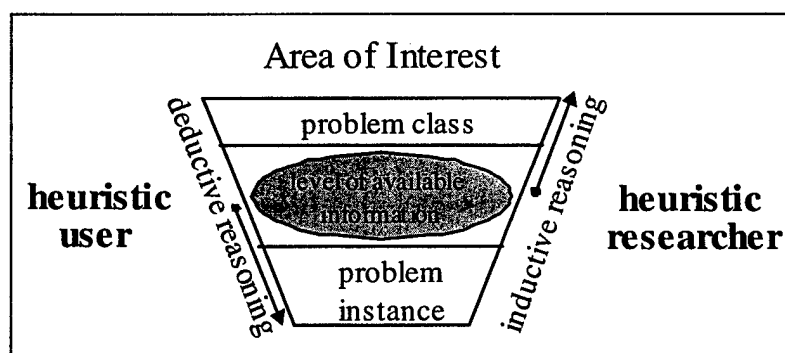 Area of Interest
problem class
deductive reasoning
level of available
information
inductive reasoning
heuristic
user
heuristic
researcher
problem
instance